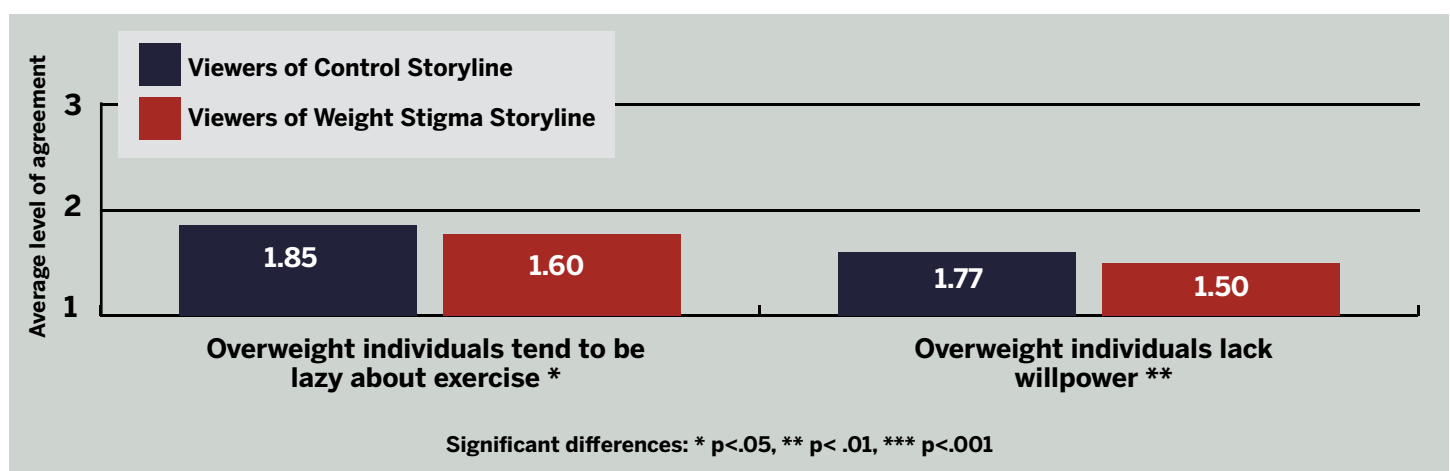 Viewers of Control Storyline
Viewers of Weight Stigma Storyline
Average level of agreement
3
2
1
1.85
1.60
1.77
1.50
Overweight individuals tend to be
lazy about exercise *
Overweight individuals lack
willpower **
Significant differences: * p<.05, ** p< .01, *** p<.001